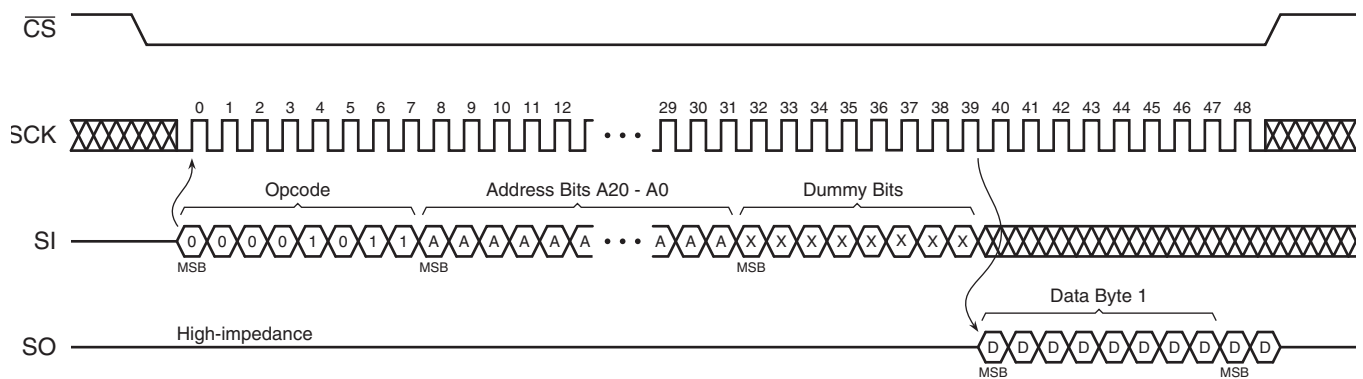 CS
0 1 2 3 4 5 6 7 8 9 10 11 12 29 30 31 32 33 34 35 36 37 38 39 40 41 42 43 44 45 46 47 48
SCK • • •
Opcode Address Bits A20 - A0 Dummy Bits
SI 0 0 0 0 1 0 1 1 A A A A A A • • • A A A X X X X X X X X
MSB MSB MSB
Data Byte 1
High-impedance
SO D D D D D D D D D D
MSB MSB